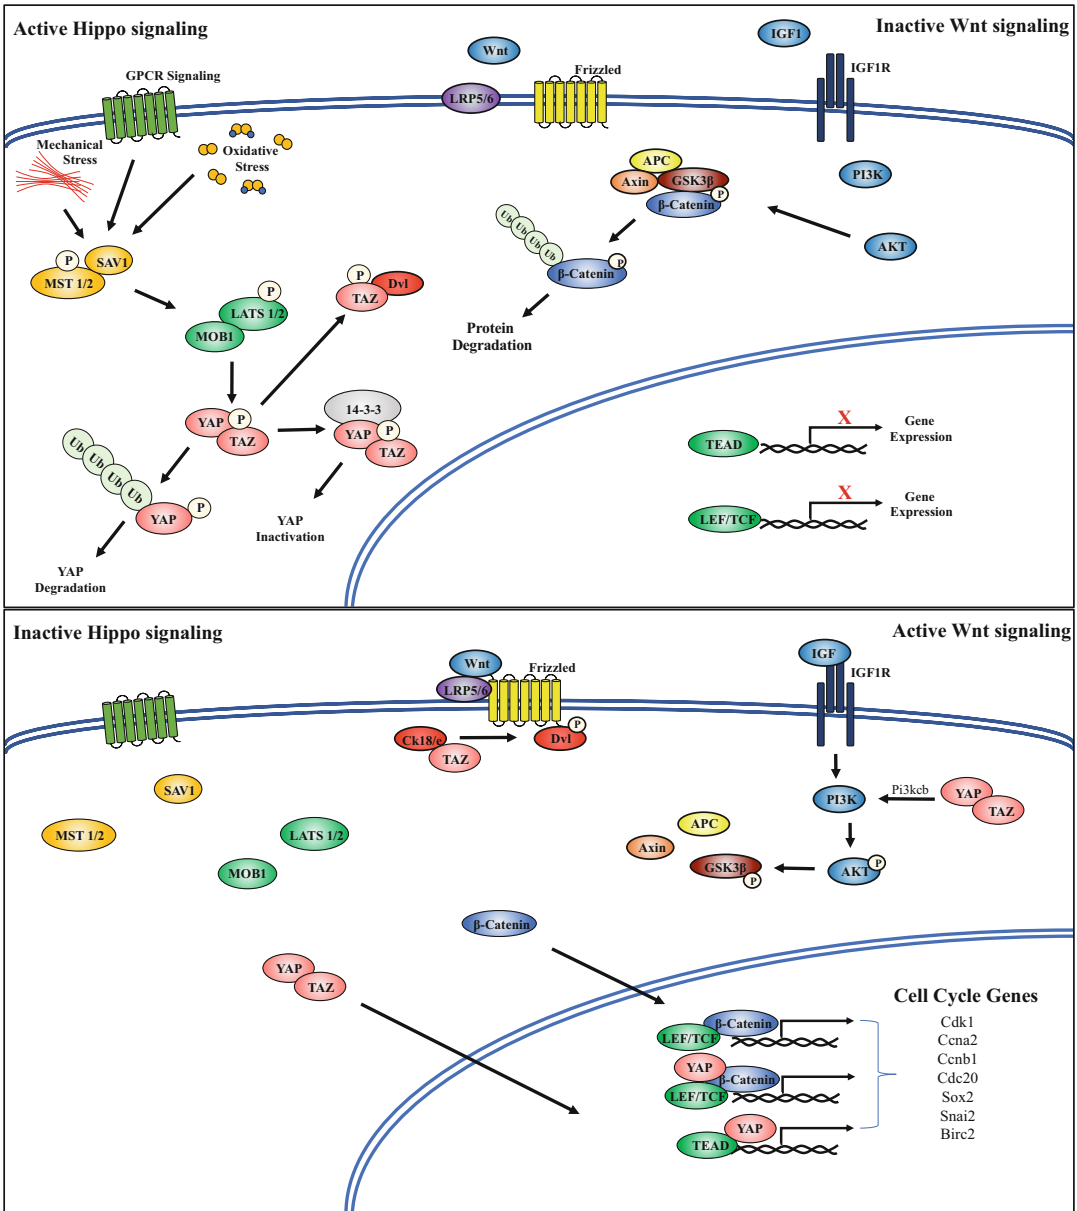 Active Hippo signaling
Inactive Wnt signaling
GPCR Signaling
Wnt
LRP5/6
Frizzled
IGF1
IGF1R
Mechanical
Stress
Oxidative
Stress
APC
Axin
GSK3β
β-Catenin
P
PI3K
AKT
P
SAV1
MST 1/2
P
LATS 1/2
MOB1
P
Dvl
TAZ
Ub
Ub
Ub
Ub
β-Catenin
P
Protein
Degradation
YAP
P
TAZ
14-3-3
YAP
P
TAZ
Ub
Ub
Ub
Ub
YAP
P
YAP
Inactivation
YAP
Degradation
TEAD
X
Gene
Expression
LEF/TCF
X
Gene
Expression
Inactive Hippo signaling
Active Wnt signaling
Wnt
LRP5/6
Frizzled
IGF
IGF1R
Ck18/e
TAZ
Dvl
P
SAV1
MST 1/2
LATS 1/2
MOB1
PI3K
Pi3kcb
YAP
TAZ
APC
Axin
GSK3β
P
AKT
P
β-Catenin
YAP
TAZ
β-Catenin
LEF/TCF
YAP
β-Catenin
LEF/TCF
YAP
TEAD
Cell Cycle Genes
Cdk1
Ccna2
Ccnb1
Cdc20
Sox2
Snai2
Birc2